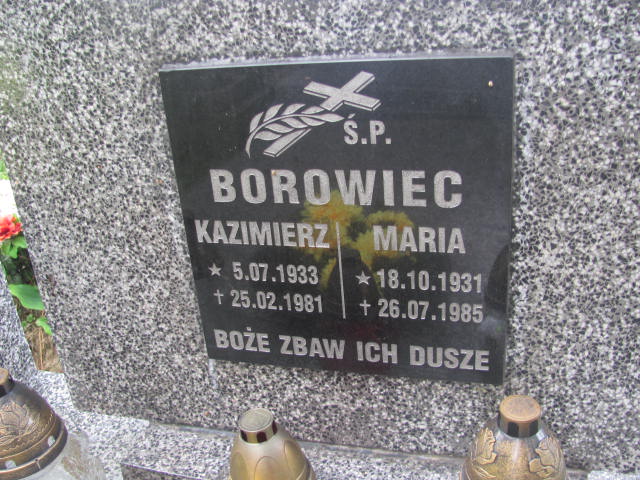 Ś.P.
BOROWIEC
KAZIMIERZ MARIA
★ 5.07.1933 ★ 18.10.1931
† 25.02.1981 † 26.07.1985
BOŻE ZBAW ICH DUSZE